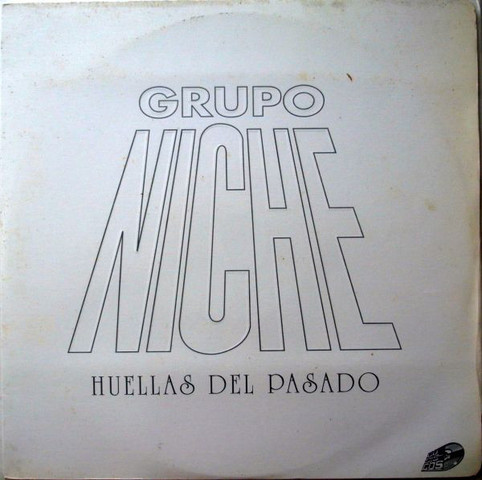 GRUPO
NICHE
HUELLAS DEL PASADO